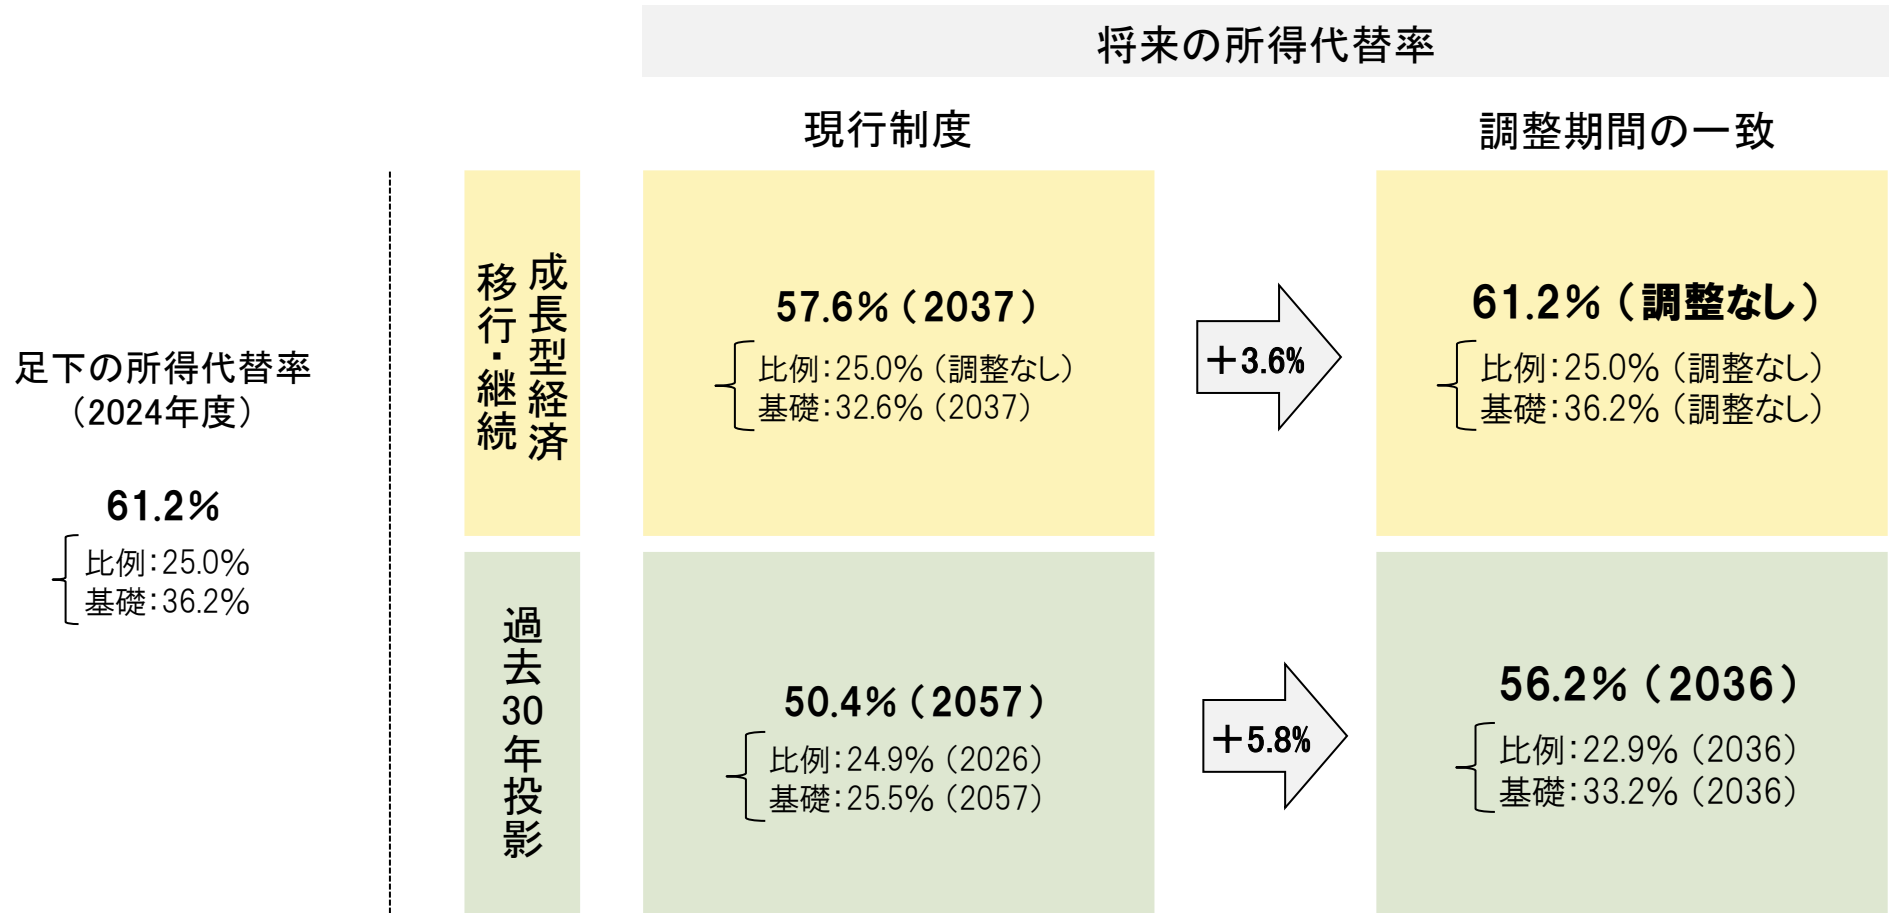 将来の所得代替率
現行制度
調整期間の一致
足下の所得代替率
（2024年度）
61.2%
比例：25.0%
基礎：36.2%
成長型経済
移行・継続
57.6%（2037）
比例：25.0%（調整なし）
基礎：32.6%（2037）
＋3.6%
61.2%（調整なし）
比例：25.0%（調整なし）
基礎：36.2%（調整なし）
過去30年投影
50.4%（2057）
比例：24.9%（2026）
基礎：25.5%（2057）
＋5.8%
56.2%（2036）
比例：22.9%（2036）
基礎：33.2%（2036）